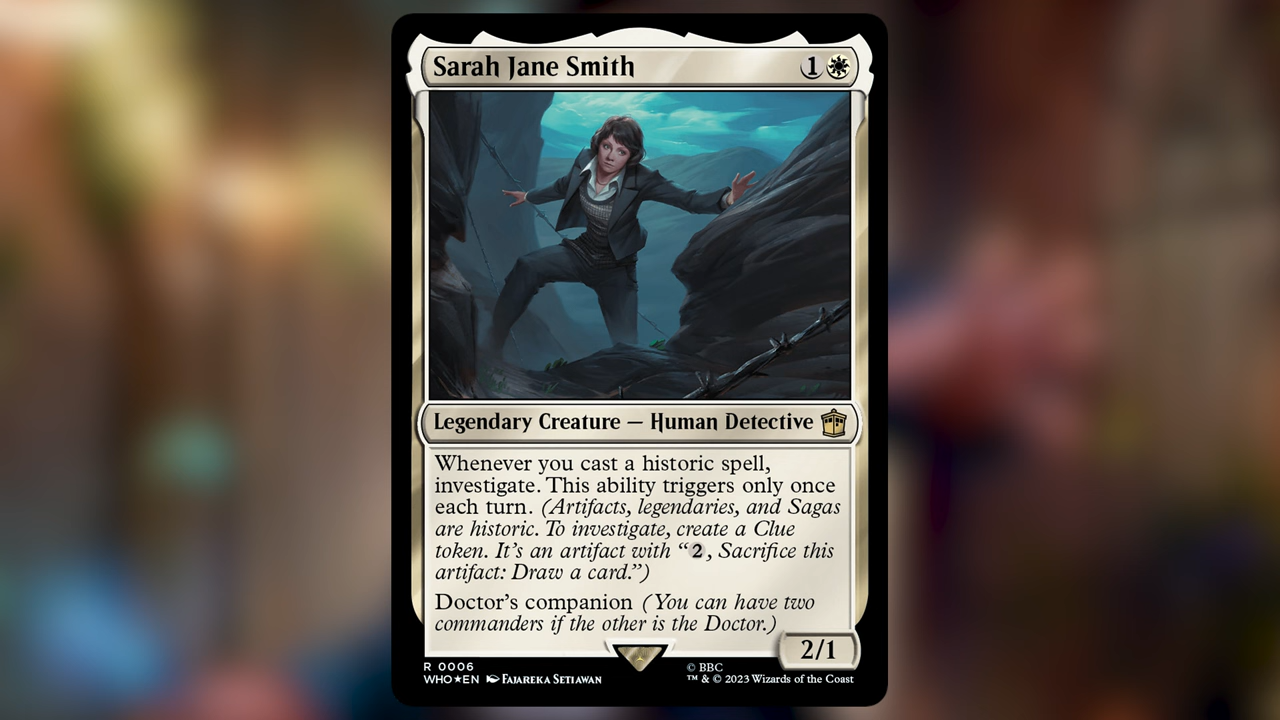 Sarah Jane Smith 1
Legendary Creature — Human Detective
Whenever you cast a historic spell,
investigate. This ability triggers only once
each turn. (Artifacts, legendaries, and Sagas
are historic. To investigate, create a Clue
token. It's an artifact with “2, Sacrifice this
artifact: Draw a card.”)
Doctor's companion (You can have two
commanders if the other is the Doctor.)
2/1
R 0006
WHO★EN Fajareka Setiawan
© BBC
™ & © 2023 Wizards of the Coast